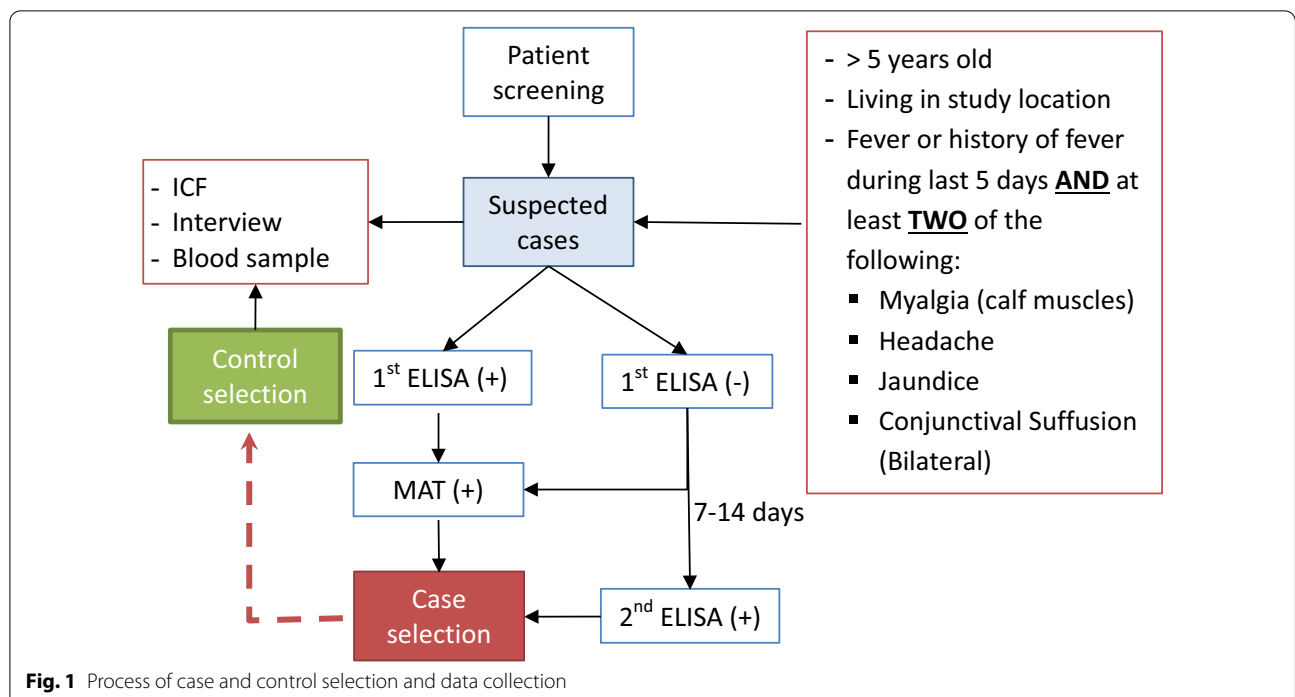 Patient
screening
- > 5 years old
- Living in study location
- Fever or history of fever
during last 5 days AND at
least TWO of the
following:
▪ Myalgia (calf muscles)
▪ Headache
▪ Jaundice
▪ Conjunctival Suffusion
(Bilateral)
- ICF
- Interview
- Blood sample
Suspected
cases
Control
selection
1st ELISA (+)
1st ELISA (-)
MAT (+)
7-14 days
Case
selection
2nd ELISA (+)
Fig. 1 Process of case and control selection and data collection